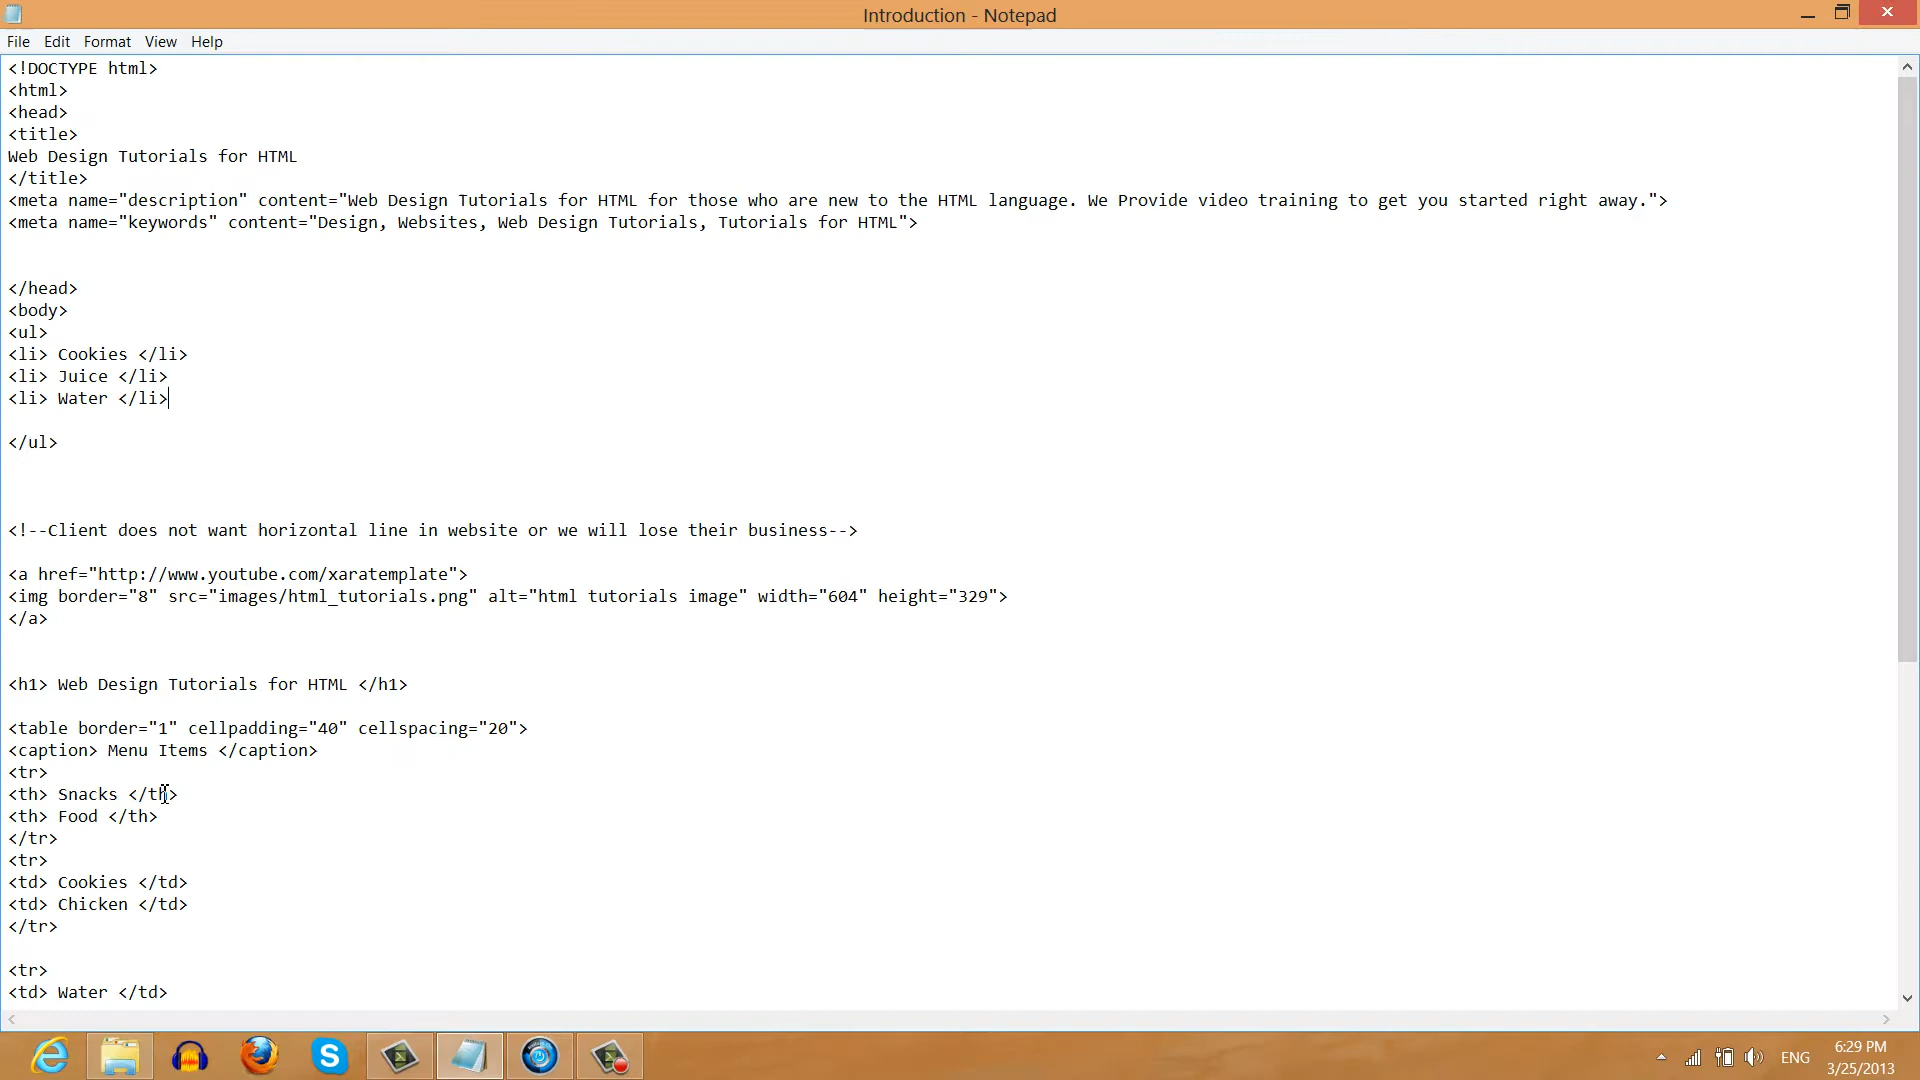 Introduction - Notepad
File Edit Format View Help
<!DOCTYPE html>
<html>
<head>
<title>
Web Design Tutorials for HTML
</title>
<meta name="description" content="Web Design Tutorials for HTML for those who are new to the HTML language. We Provide video training to get you started right away.">
<meta name="keywords" content="Design, Websites, Web Design Tutorials, Tutorials for HTML">
</head>
<body>
<ul>
<li> Cookies </li>
<li> Juice </li>
<li> Water </li>
</ul>
<!--Client does not want horizontal line in website or we will lose their business-->
<a href="http://www.youtube.com/xaratemplate">
<img border="8" src="images/html_tutorials.png" alt="html tutorials image" width="604" height="329">
</a>
<h1> Web Design Tutorials for HTML </h1>
<table border="1" cellpadding="40" cellspacing="20">
<caption> Menu Items </caption>
<tr>
<th> Snacks </th>
<th> Food </th>
</tr>
<tr>
<td> Cookies </td>
<td> Chicken </td>
</tr>
<tr>
<td> Water </td>
ENG
6:29 PM
3/25/2013